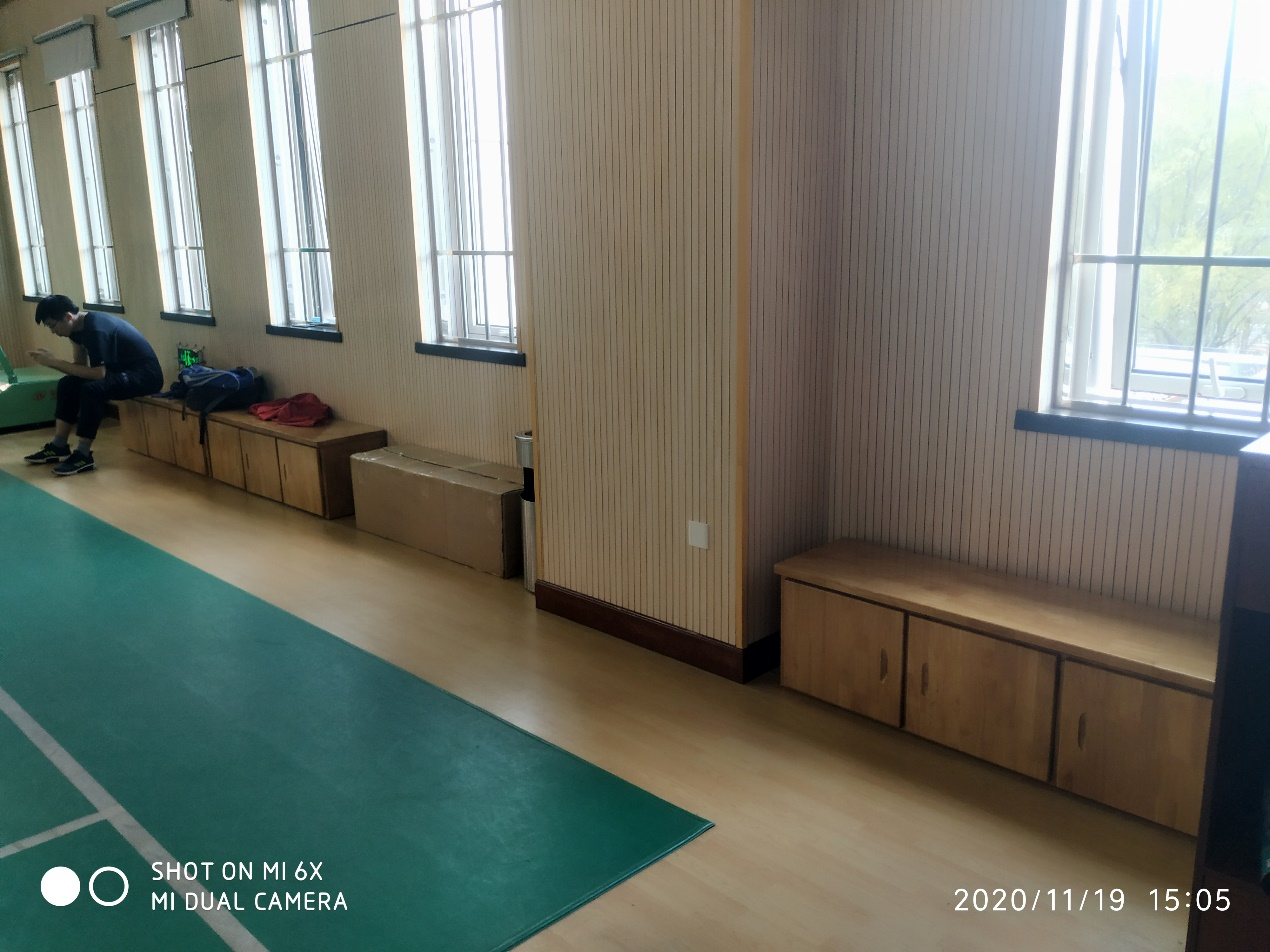 SHOT ON MI 6X
MI DUAL CAMERA
2020/11/19 15:05